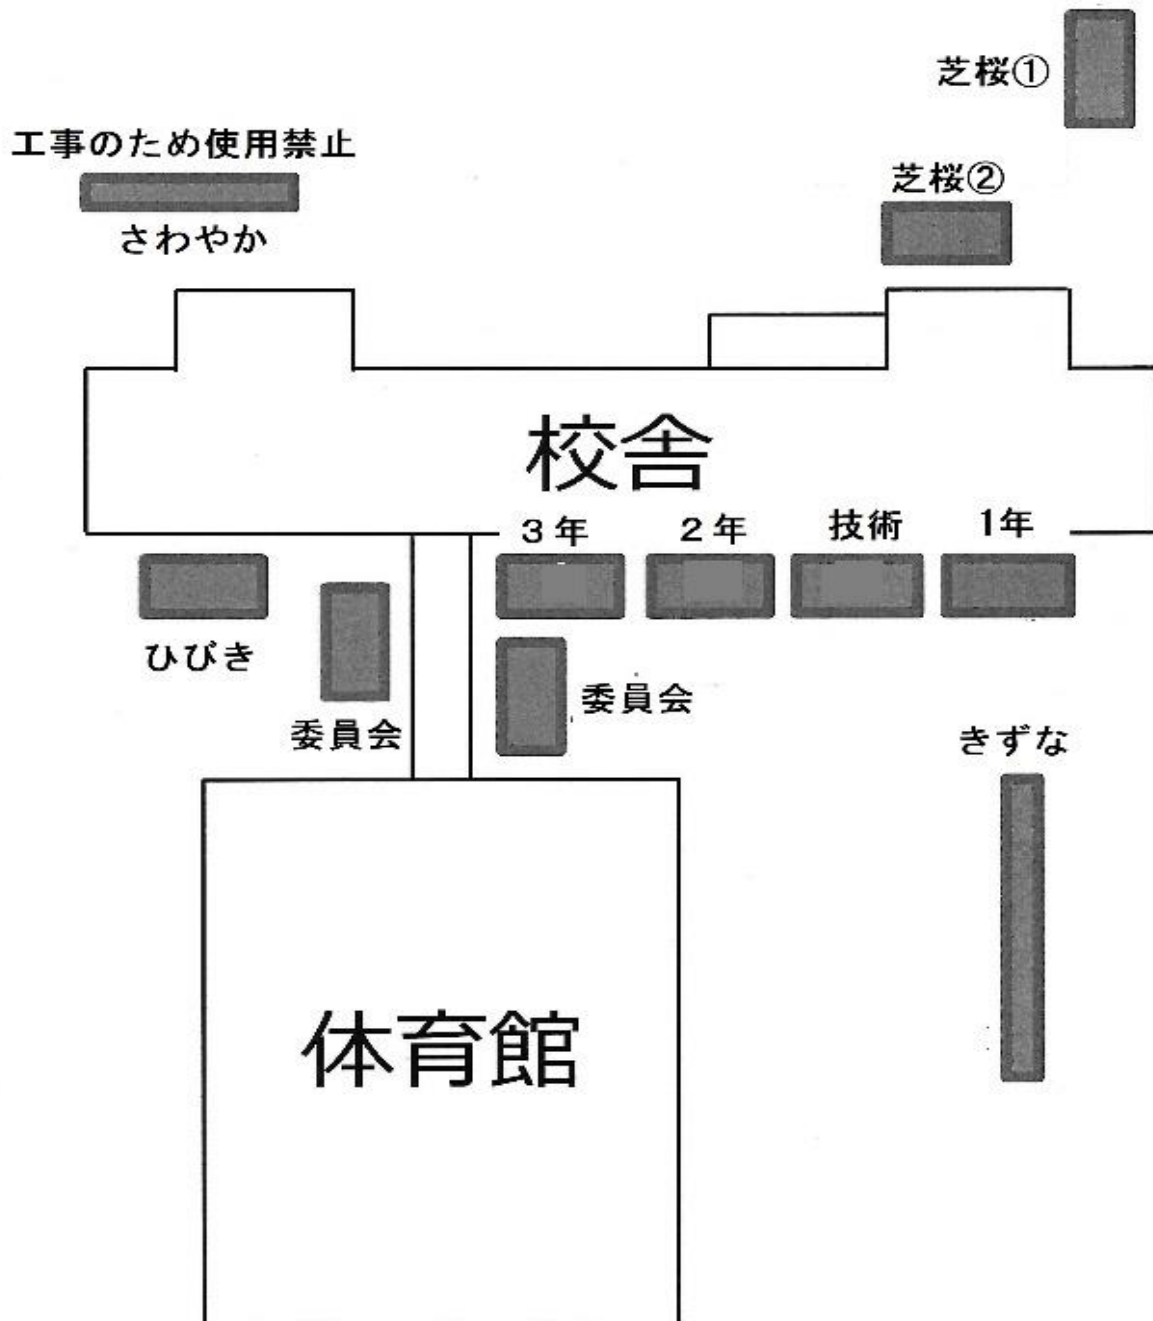 芝桜①
工事のため使用禁止
芝桜②
さわやか
校舎
3年
2年
技術
1年
ひびき
委員会
委員会
きずな
体育館